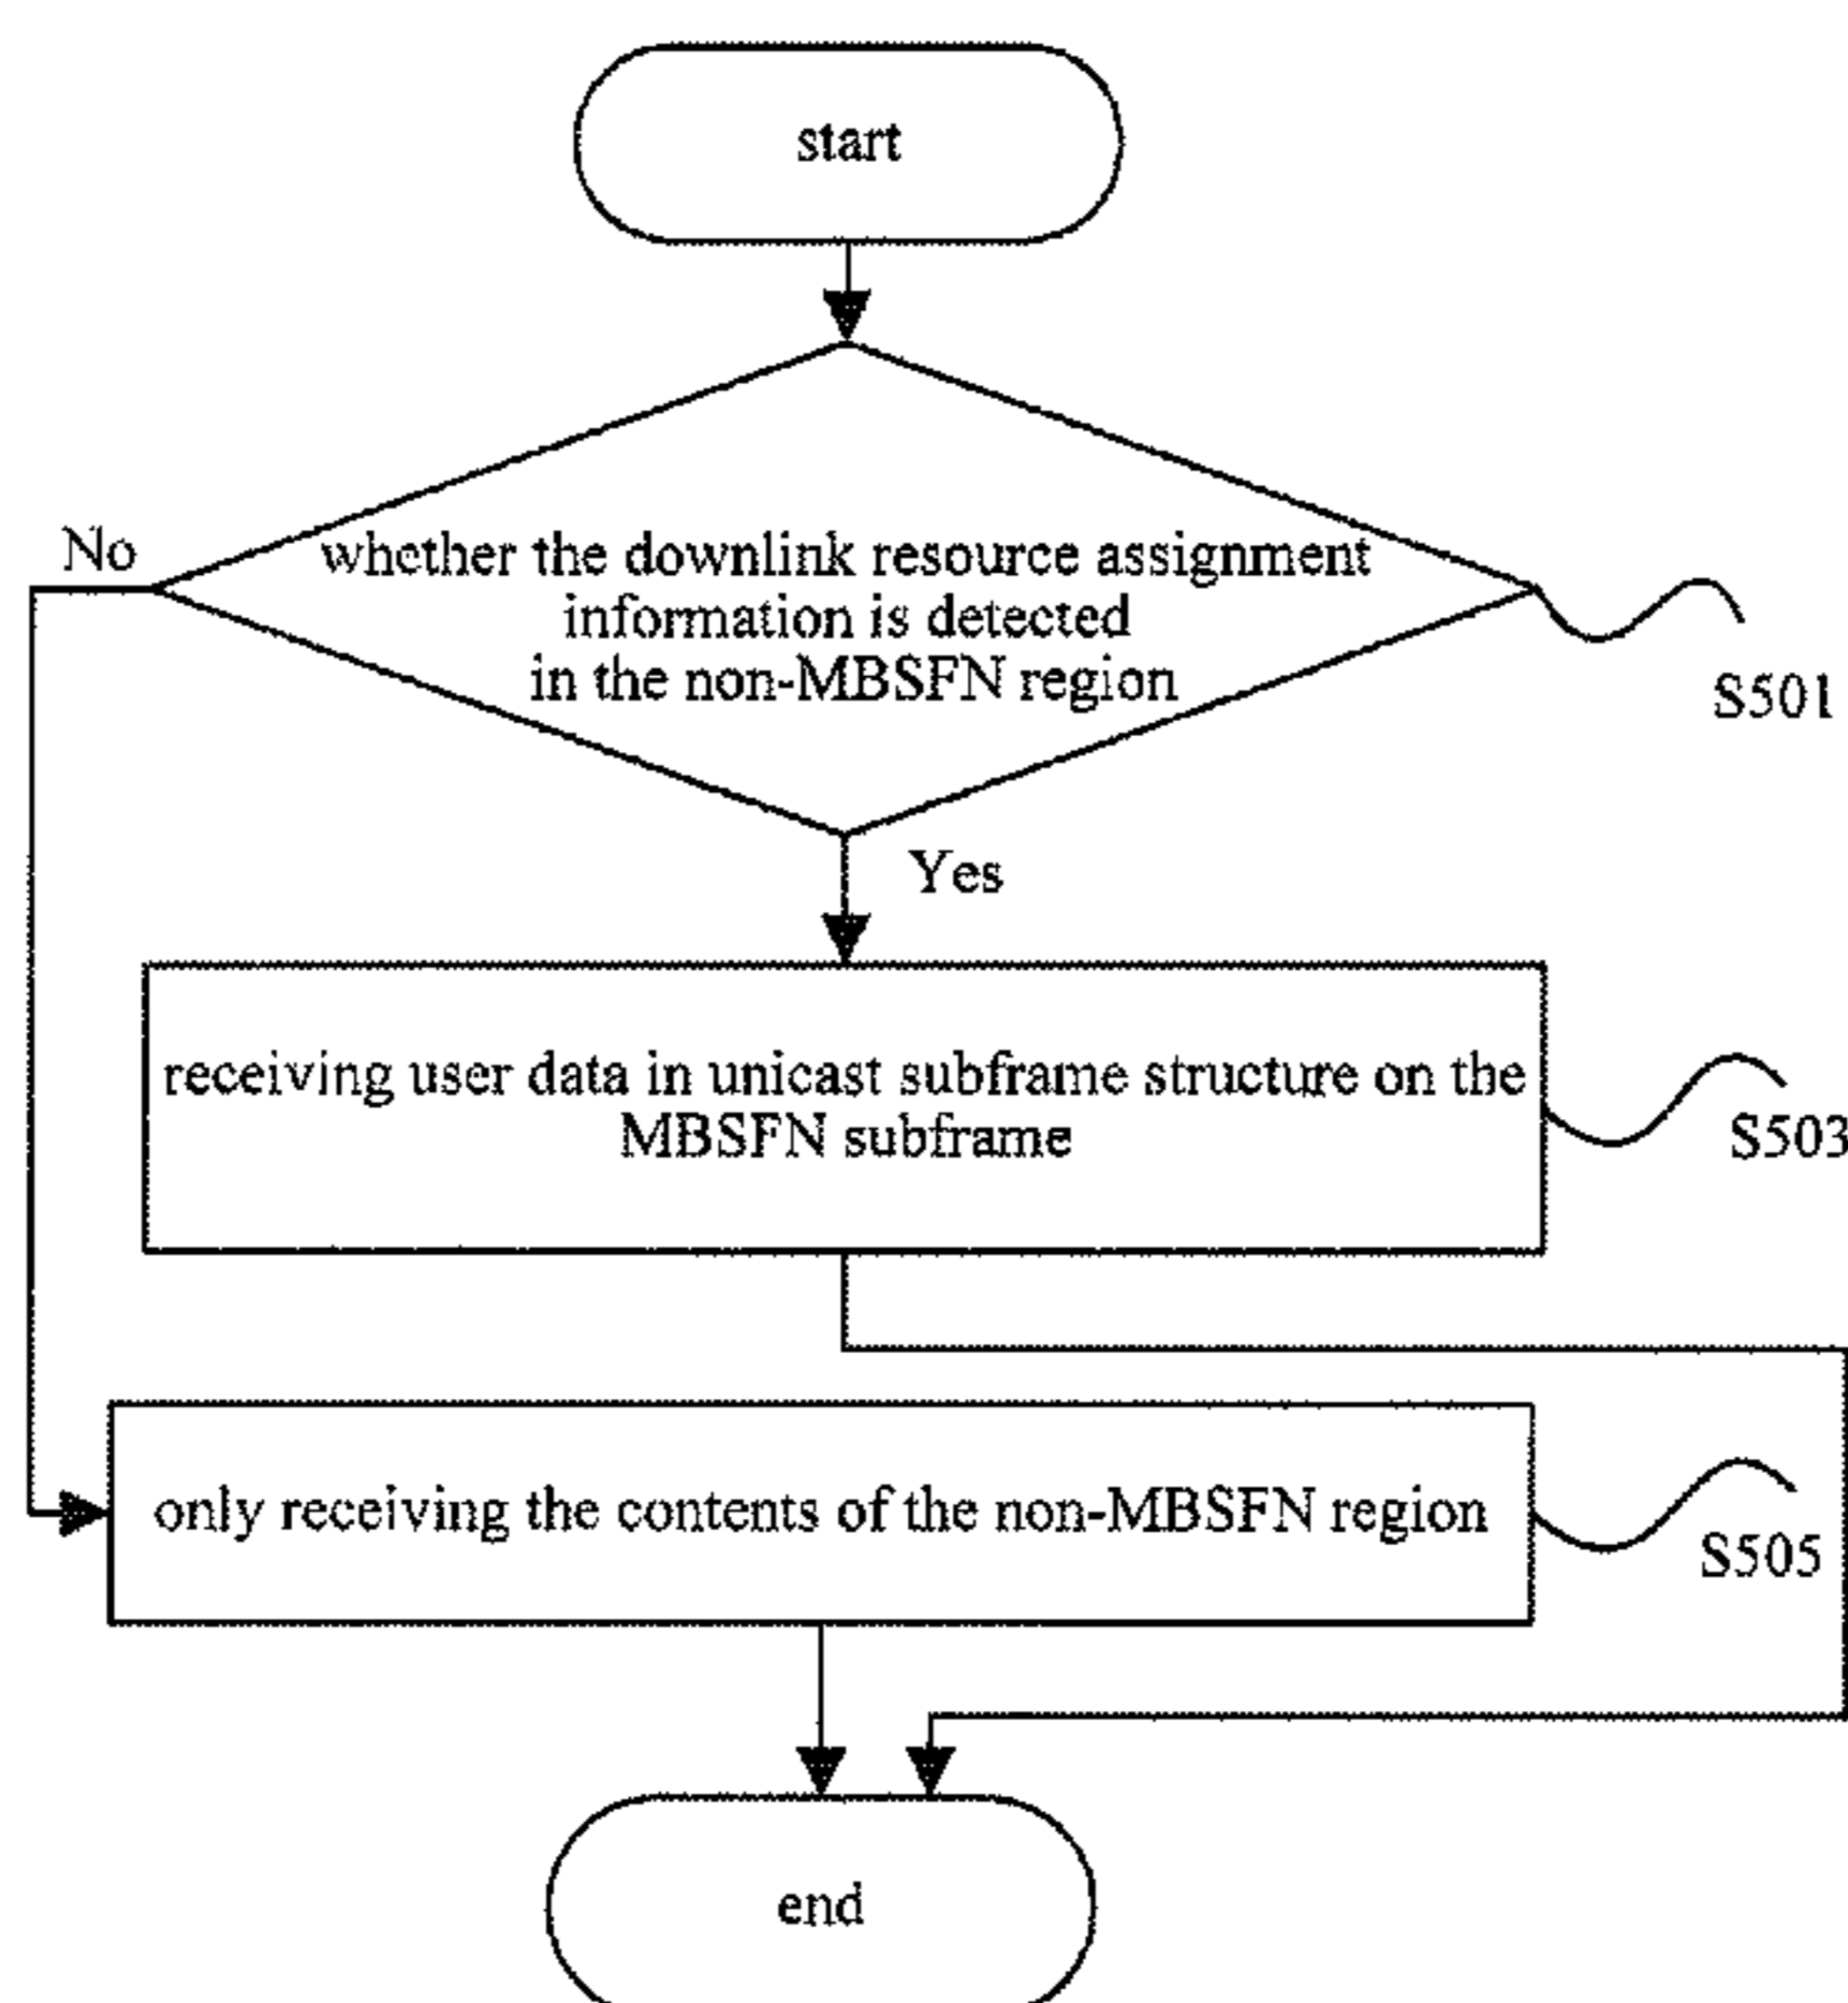 start
No
whether the downlink resource assignment
information is detected
in the non-MBSFN region
S501
Yes
receiving user data in unicast subframe structure on the
MBSFN subframe
S503
only receiving the contents of the non-MBSFN region
S505
end